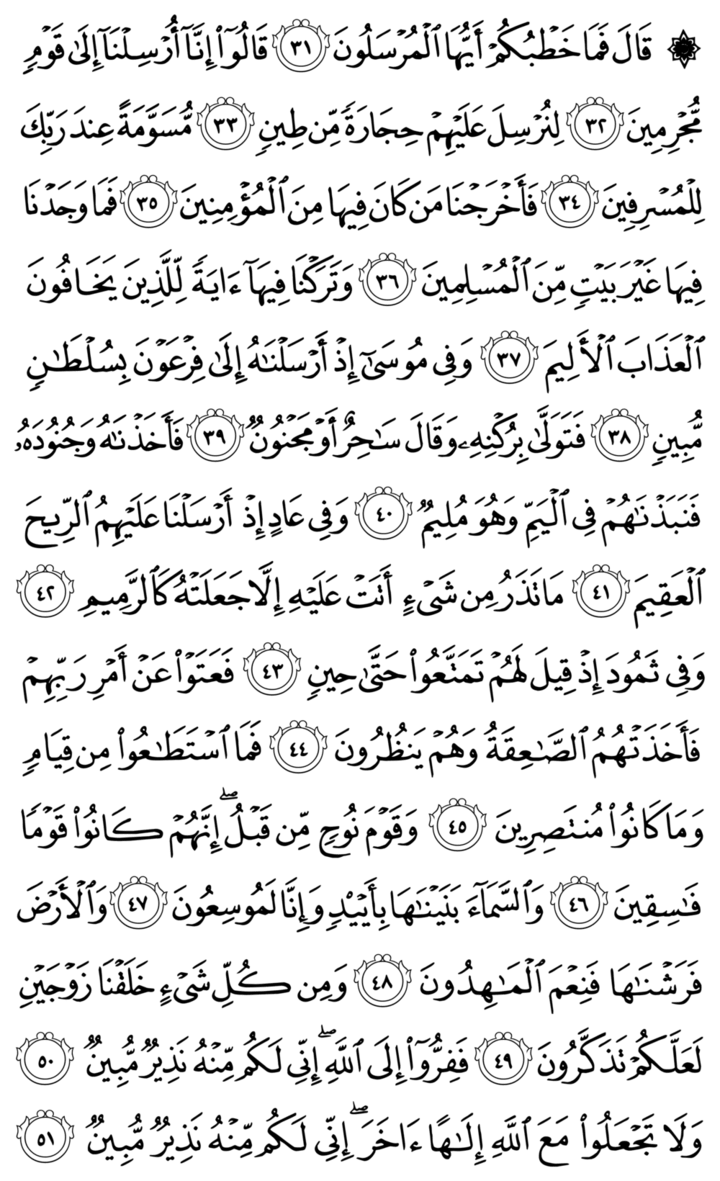 ۞ قَالَ فَمَا خَطْبُكُمْ أَيُّهَا ٱلْمُرْسَلُونَ ٣١ قَالُوٓا۟ إِنَّآ أُرْسِلْنَآ إِلَىٰ قَوْمٍ
مُّجْرِمِينَ ٣٢ لِنُرْسِلَ عَلَيْهِمْ حِجَارَةً مِّن طِينٍ ٣٣ مُّسَوَّمَةً عِندَ رَبِّكَ
لِلْمُسْرِفِينَ ٣٤ فَأَخْرَجْنَا مَن كَانَ فِيهَا مِنَ ٱلْمُؤْمِنِينَ ٣٥ فَمَا وَجَدْنَا
فِيهَا غَيْرَ بَيْتٍ مِّنَ ٱلْمُسْلِمِينَ ٣٦ وَتَرَكْنَا فِيهَآ ءَايَةً لِّلَّذِينَ يَخَافُونَ
ٱلْعَذَابَ ٱلْأَلِيمَ ٣٧ وَفِى مُوسَىٰٓ إِذْ أَرْسَلْنَـٰهُ إِلَىٰ فِرْعَوْنَ بِسُلْطَـٰنٍ
مُّبِينٍ ٣٨ فَتَوَلَّىٰ بِرُكْنِهِۦ وَقَالَ سَـٰحِرٌ أَوْ مَجْنُونٌ ٣٩ فَأَخَذْنَـٰهُ وَجُنُودَهُۥ
فَنَبَذْنَـٰهُمْ فِى ٱلْيَمِّ وَهُوَ مُلِيمٌ ٤٠ وَفِى عَادٍ إِذْ أَرْسَلْنَا عَلَيْهِمُ ٱلرِّيحَ
ٱلْعَقِيمَ ٤١ مَا تَذَرُ مِن شَىْءٍ أَتَتْ عَلَيْهِ إِلَّا جَعَلَتْهُ كَٱلرَّمِيمِ ٤٢
وَفِى ثَمُودَ إِذْ قِيلَ لَهُمْ تَمَتَّعُوا۟ حَتَّىٰ حِينٍ ٤٣ فَعَتَوْا۟ عَنْ أَمْرِ رَبِّهِمْ
فَأَخَذَتْهُمُ ٱلصَّـٰعِقَةُ وَهُمْ يَنظُرُونَ ٤٤ فَمَا ٱسْتَطَـٰعُوا۟ مِن قِيَامٍ
وَمَا كَانُوا۟ مُنتَصِرِينَ ٤٥ وَقَوْمَ نُوحٍ مِّن قَبْلُ ۖ إِنَّهُمْ كَانُوا۟ قَوْمًا
فَـٰسِقِينَ ٤٦ وَٱلسَّمَآءَ بَنَيْنَـٰهَا بِأَيْي۟دٍ وَإِنَّا لَمُوسِعُونَ ٤٧ وَٱلْأَرْضَ
فَرَشْنَـٰهَا فَنِعْمَ ٱلْمَـٰهِدُونَ ٤٨ وَمِن كُلِّ شَىْءٍ خَلَقْنَا زَوْجَيْنِ
لَعَلَّكُمْ تَذَكَّرُونَ ٤٩ فَفِرُّوٓا۟ إِلَى ٱللَّهِ ۖ إِنِّى لَكُم مِّنْهُ نَذِيرٌ مُّبِينٌ ٥٠
وَلَا تَجْعَلُوا۟ مَعَ ٱللَّهِ إِلَـٰهًا ءَاخَرَ ۖ إِنِّى لَكُم مِّنْهُ نَذِيرٌ مُّبِينٌ ٥١